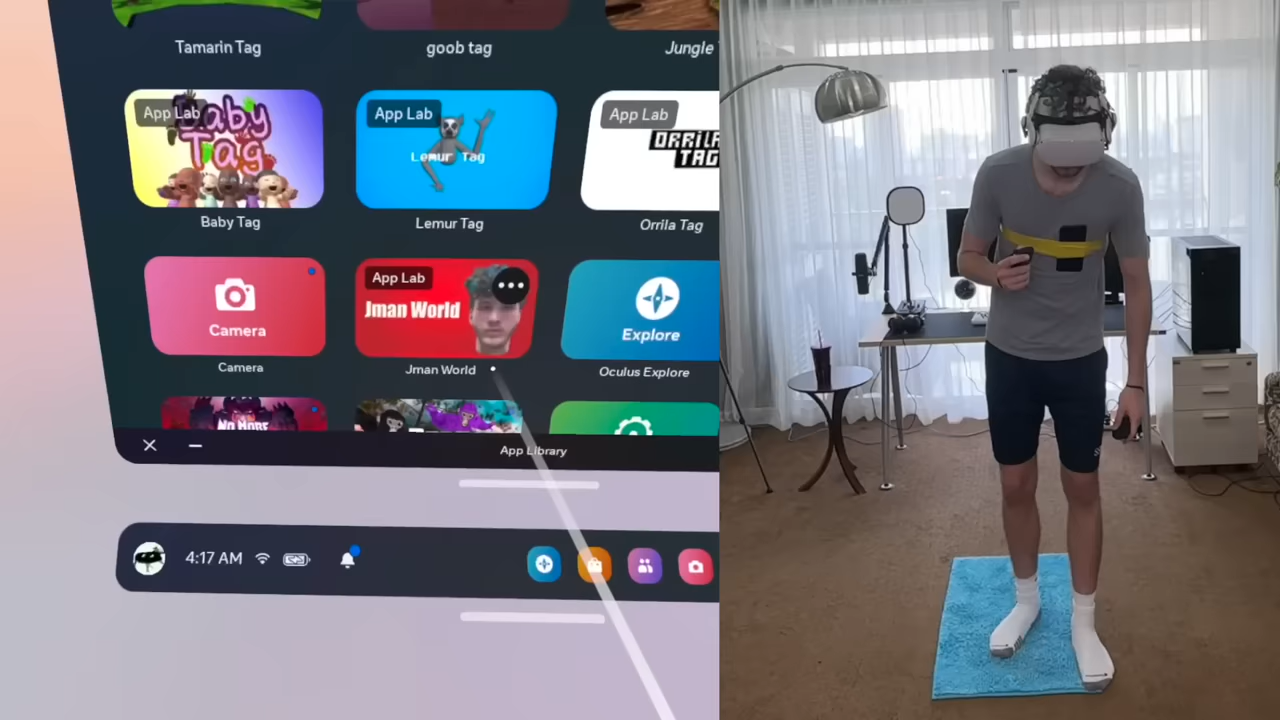 Tamarin Tag
goob tag
Jungle
App Lab
Baby
Tag
App Lab
Lemur Tag
App Lab
ORRILA
TAG
Baby Tag
Lemur Tag
Orrila Tag
Camera
App Lab
Jman World
Explore
Camera
Jman World
Oculus Explore
NO MORE
App Library
4:17 AM